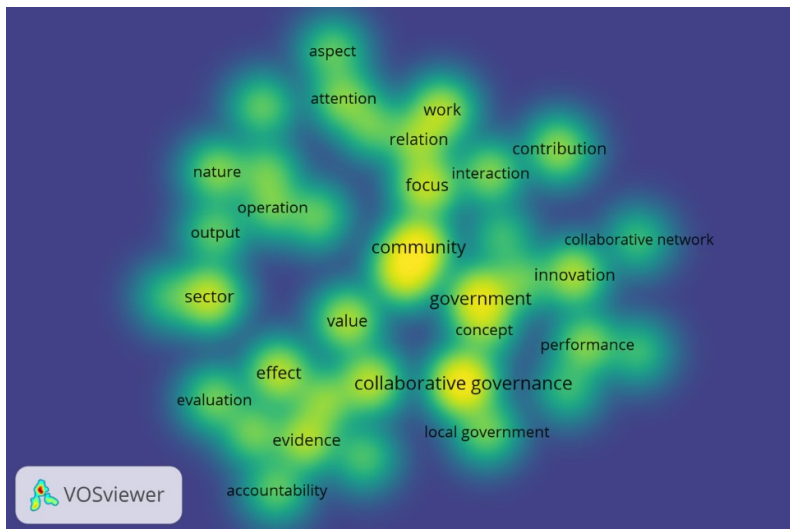 aspect
attention
work
relation
contribution
interaction
nature
focus
operation
output
collaborative network
community
innovation
sector
government
value
concept
performance
effect
collaborative governance
evaluation
local government
evidence
accountability
VOSviewer